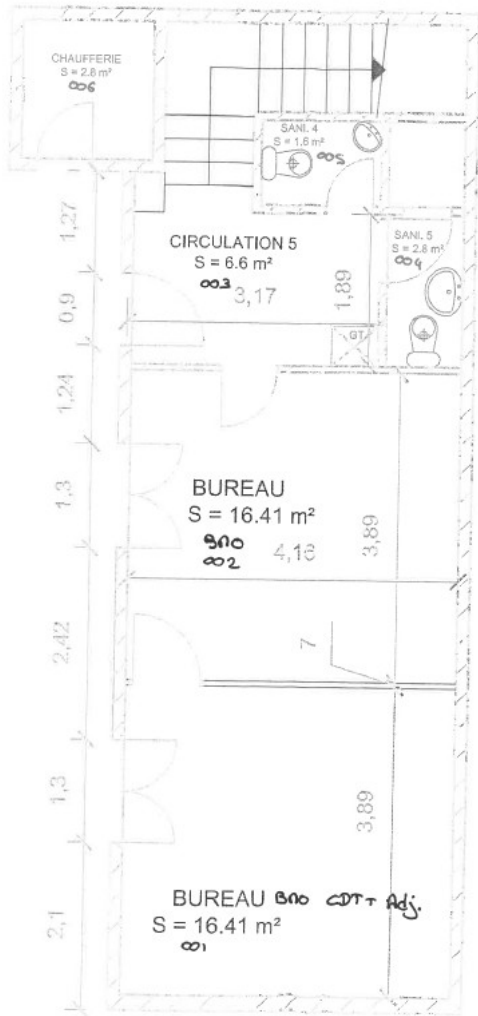 CHAUFFERIE
S = 2.8 m²
006
SANI. 4
S = 1.6 m²
005
SANI. 5
S = 2.8 m²
004
CIRCULATION 5
S = 6.6 m²
003
3,17
1,89
GT
1,27
0,9
1,24
1,3
2,42
1,3
2,1
BUREAU
S = 16.41 m²
002
4,16
3,89
7
3,89
BUREAU
Adj.
S = 16.41 m²
001